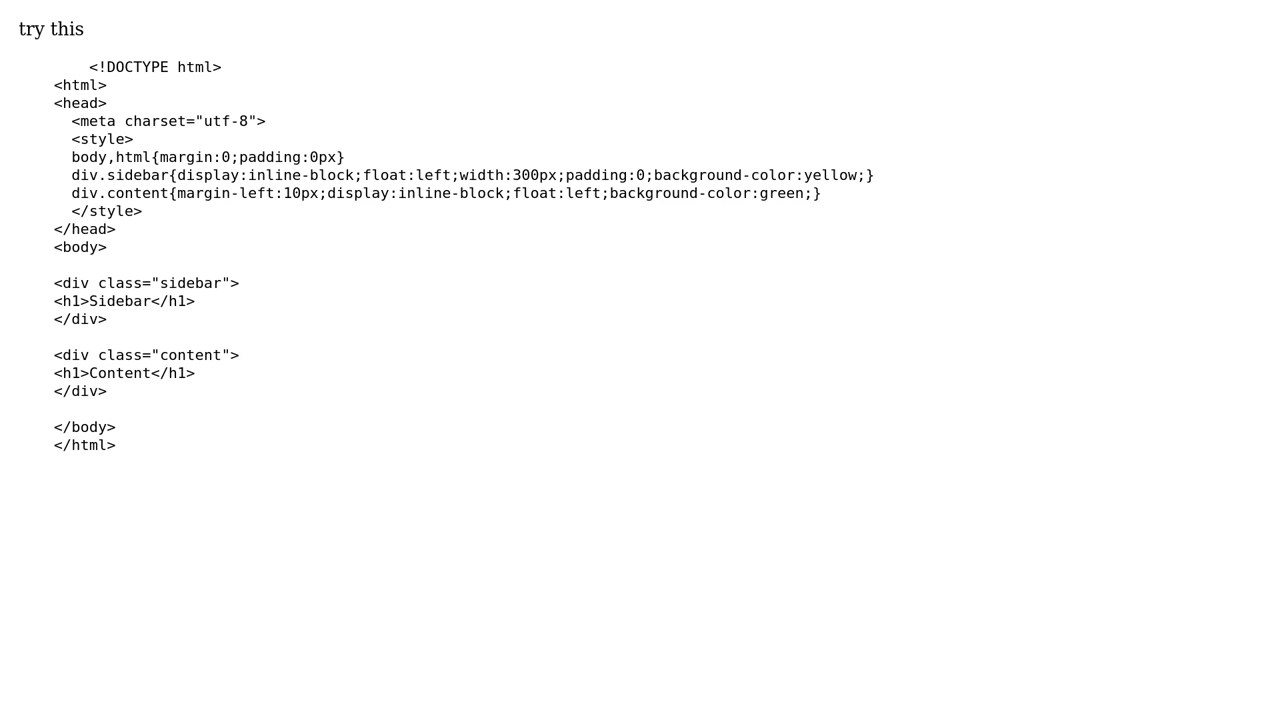 try this
        <!DOCTYPE html>
    <html>
    <head>
      <meta charset="utf-8">
      <style>
      body,html{margin:0;padding:0px}
      div.sidebar{display:inline-block;float:left;width:300px;padding:0;background-color:yellow;}
      div.content{margin-left:10px;display:inline-block;float:left;background-color:green;}
      </style>
    </head>
    <body>

    <div class="sidebar">
    <h1>Sidebar</h1>
    </div>

    <div class="content">
    <h1>Content</h1>
    </div>

    </body>
    </html>